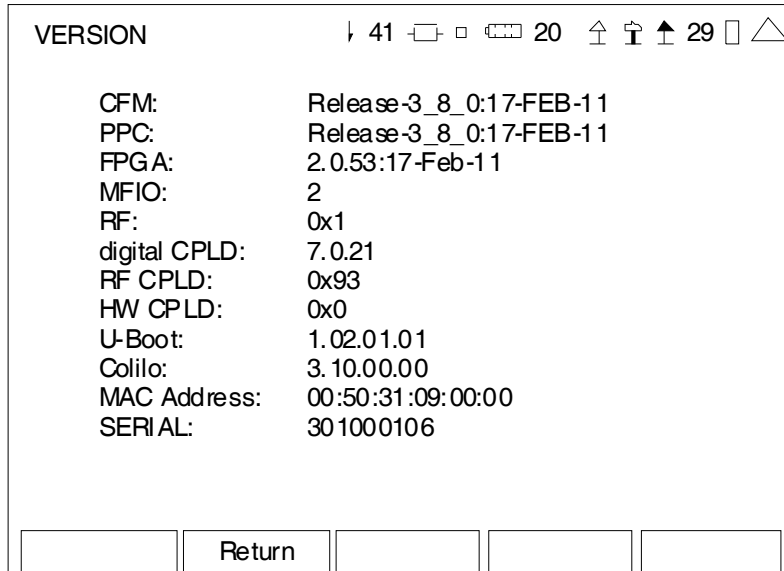 VERSION 41 20 29
CFM: Release-3_8_0:17-FEB-11
PPC: Release-3_8_0:17-FEB-11
FPGA: 2.0.53:17-Feb-11
MFIO: 2
RF: 0x1
digital CPLD: 7.0.21
RF CPLD: 0x93
HW CPLD: 0x0
U-Boot: 1.02.01.01
Colilo: 3.10.00.00
MAC Address: 00:50:31:09:00:00
SERIAL: 301000106
Return